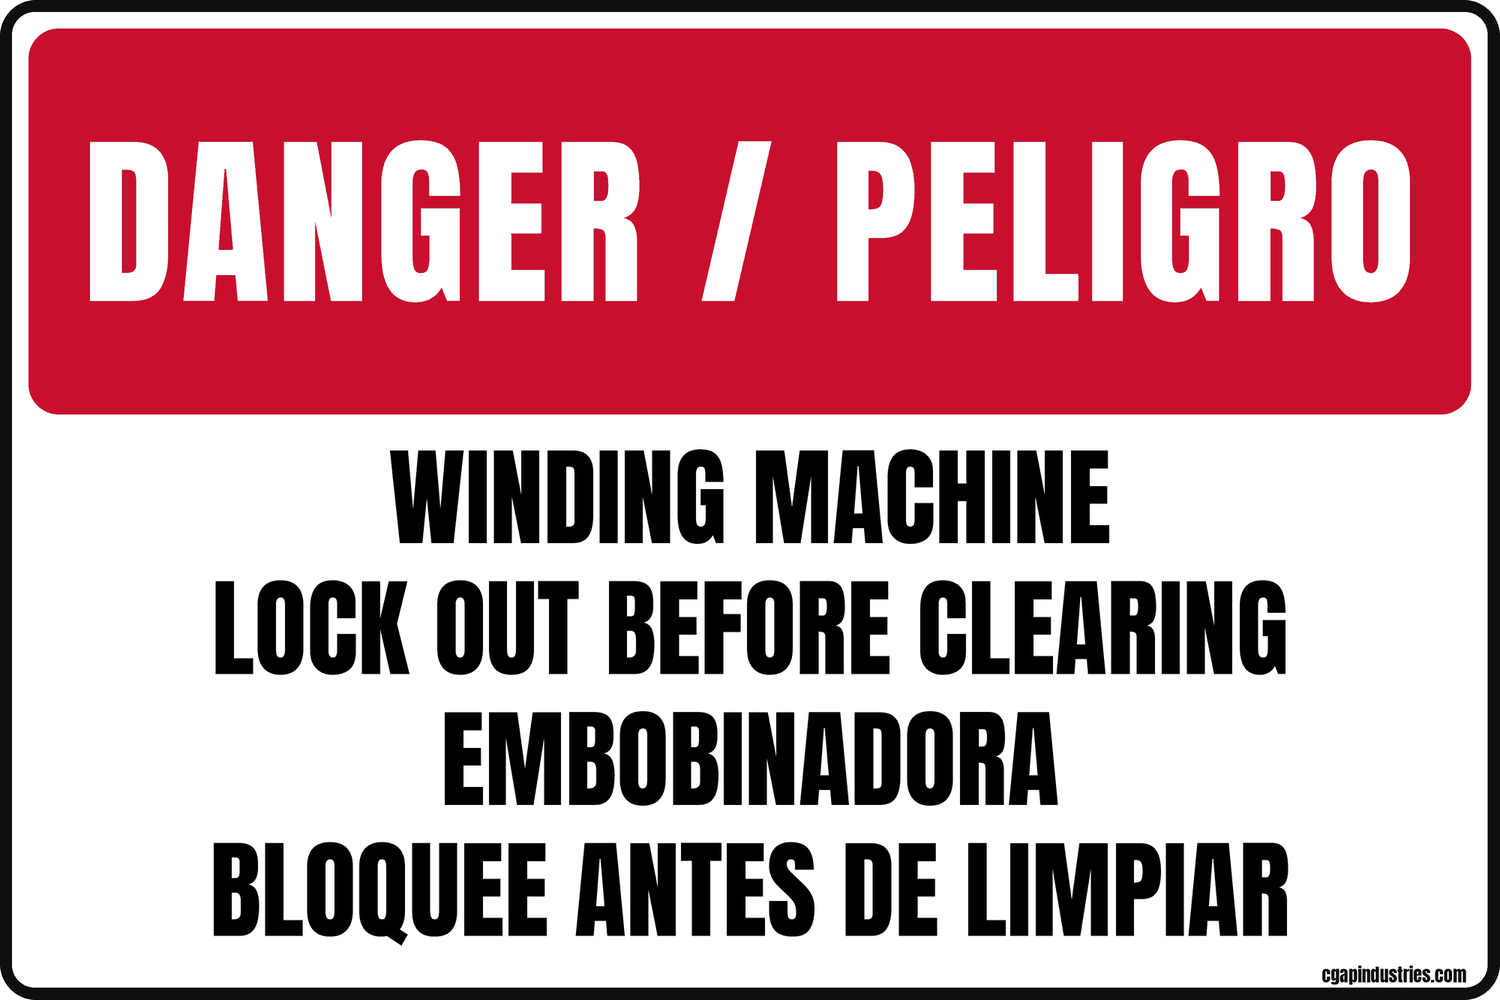 DANGER / PELIGRO
WINDING MACHINE
LOCK OUT BEFORE CLEARING
EMBOBINADORA
BLOQUEE ANTES DE LIMPIAR
cgapindustries.com